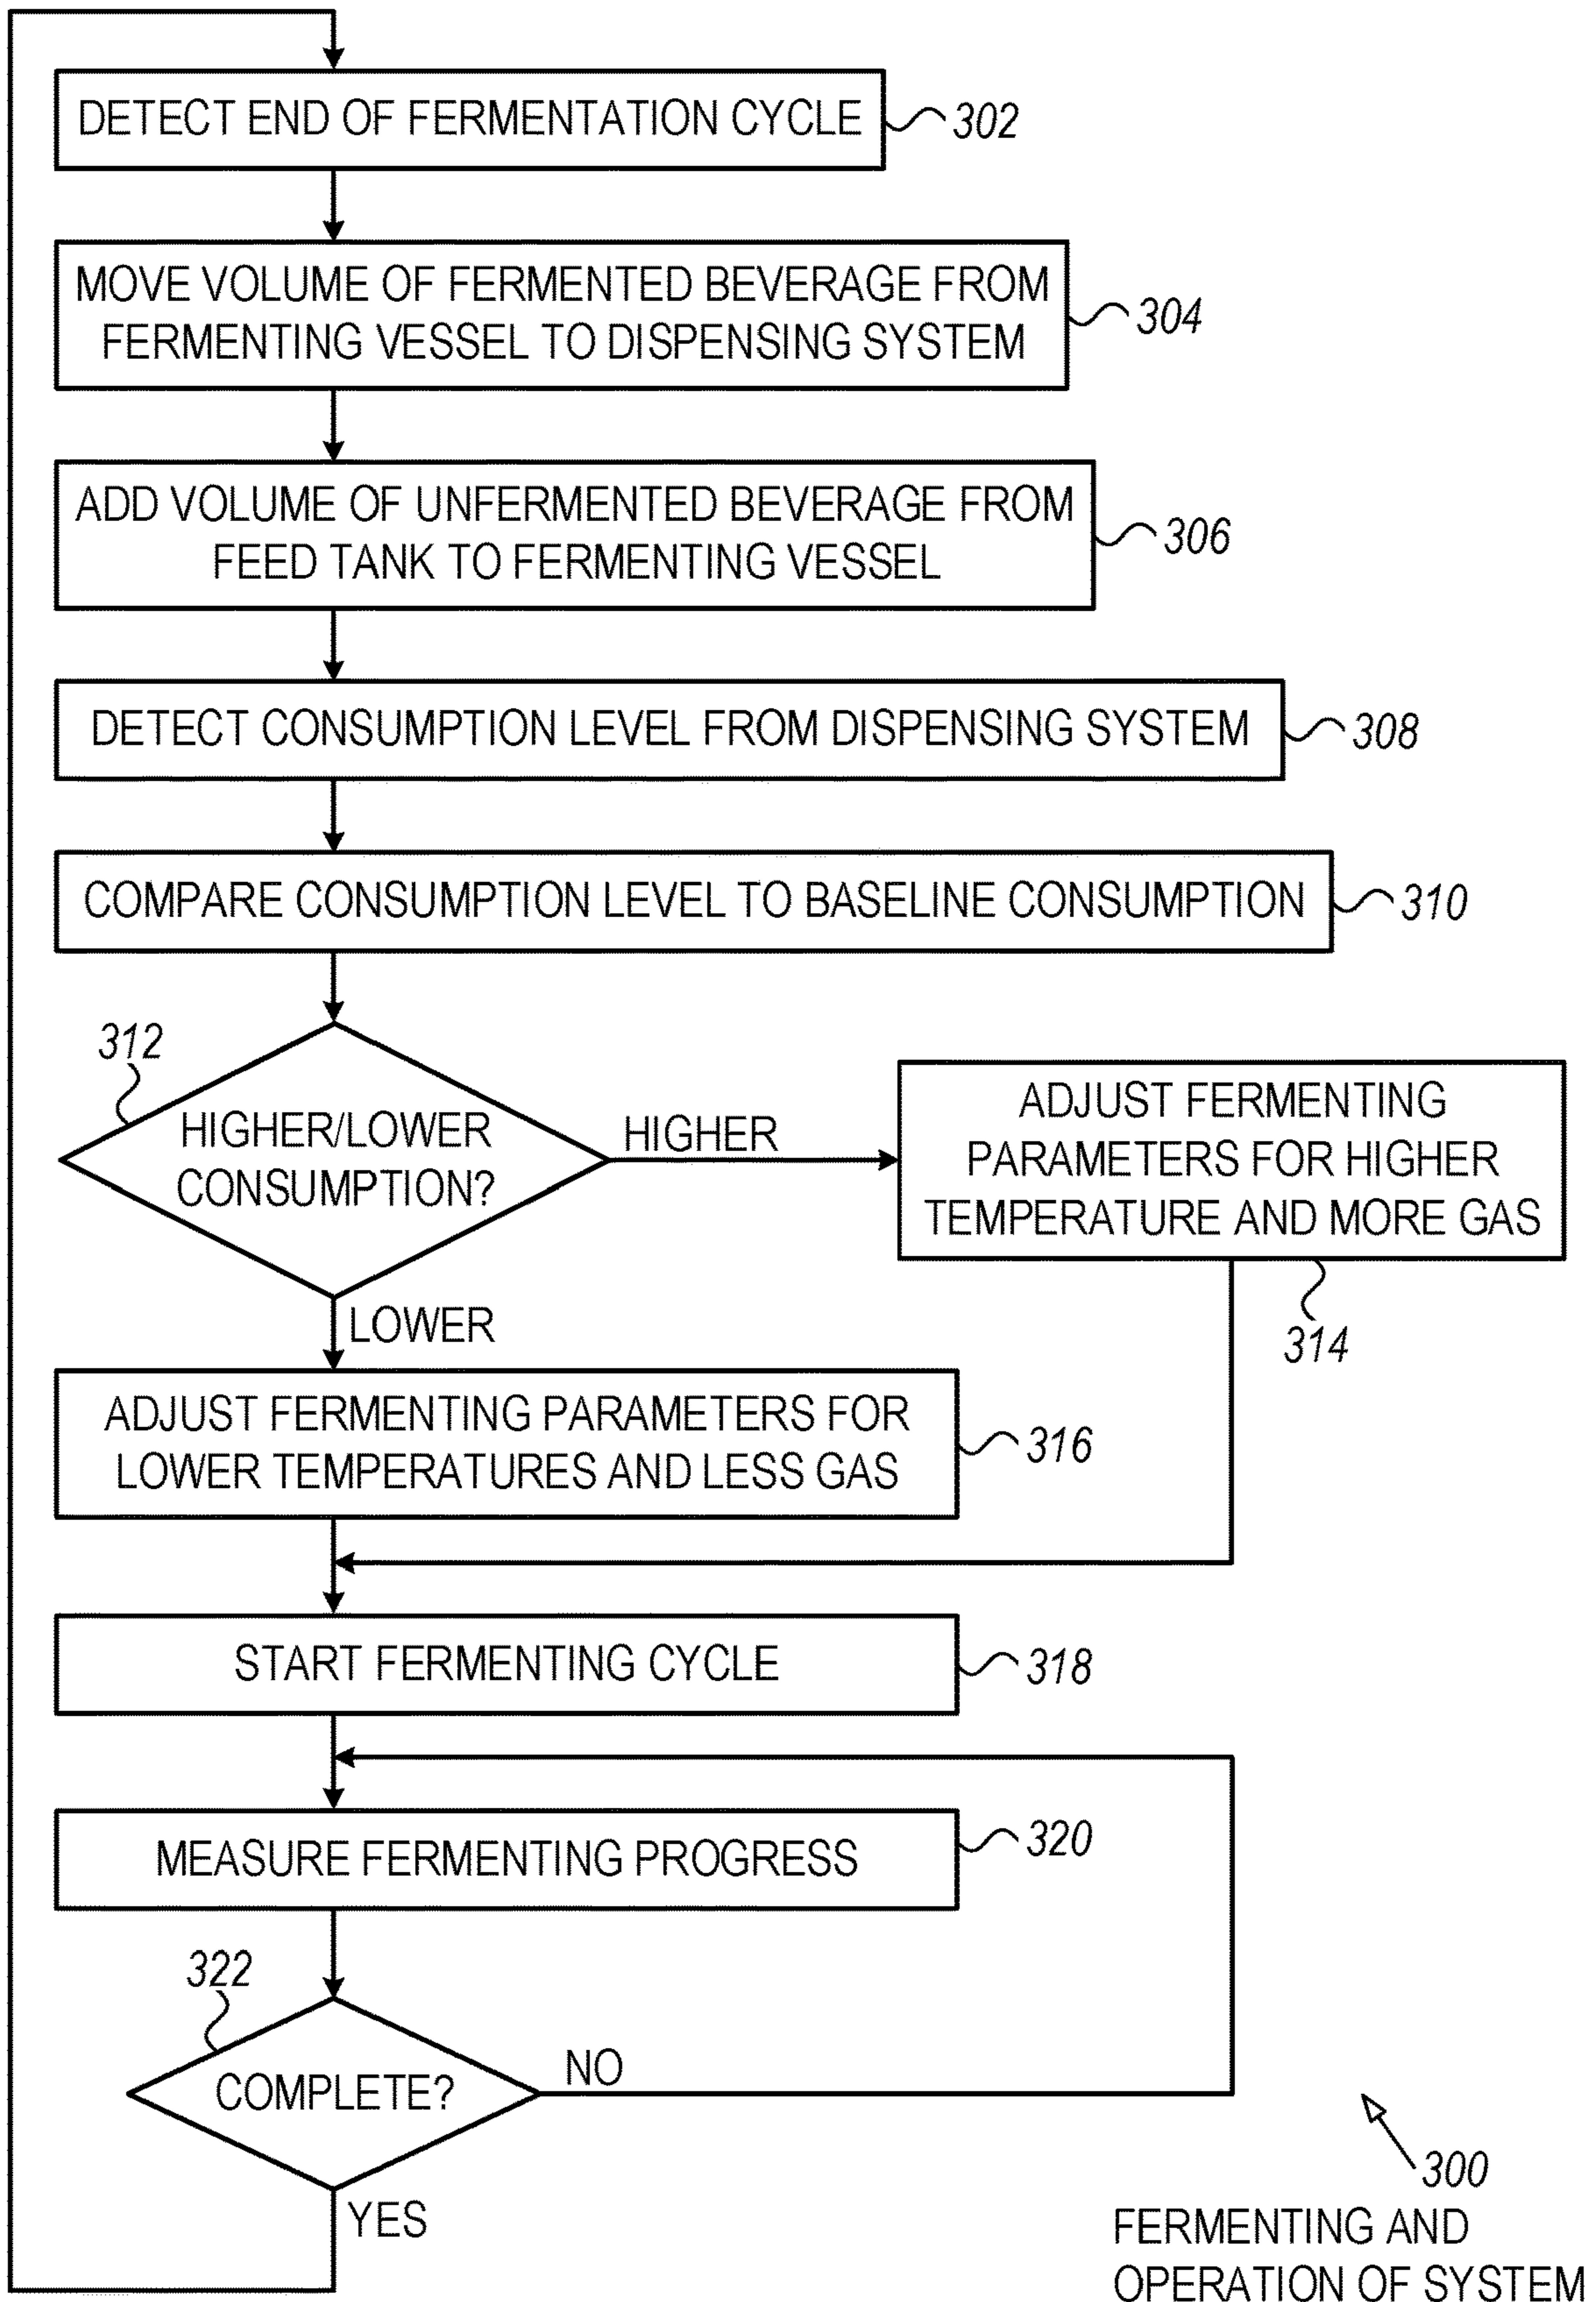 DETECT END OF FERMENTATION CYCLE
302
MOVE VOLUME OF FERMENTED BEVERAGE FROM
FERMENTING VESSEL TO DISPENSING SYSTEM
304
ADD VOLUME OF UNFERMENTED BEVERAGE FROM
FEED TANK TO FERMENTING VESSEL
306
DETECT CONSUMPTION LEVEL FROM DISPENSING SYSTEM
308
COMPARE CONSUMPTION LEVEL TO BASELINE CONSUMPTION
310
312
HIGHER/LOWER
CONSUMPTION?
HIGHER
ADJUST FERMENTING
PARAMETERS FOR HIGHER
TEMPERATURE AND MORE GAS
314
LOWER
ADJUST FERMENTING PARAMETERS FOR
LOWER TEMPERATURES AND LESS GAS
316
START FERMENTING CYCLE
318
MEASURE FERMENTING PROGRESS
320
322
COMPLETE?
NO
YES
300
FERMENTING AND
OPERATION OF SYSTEM